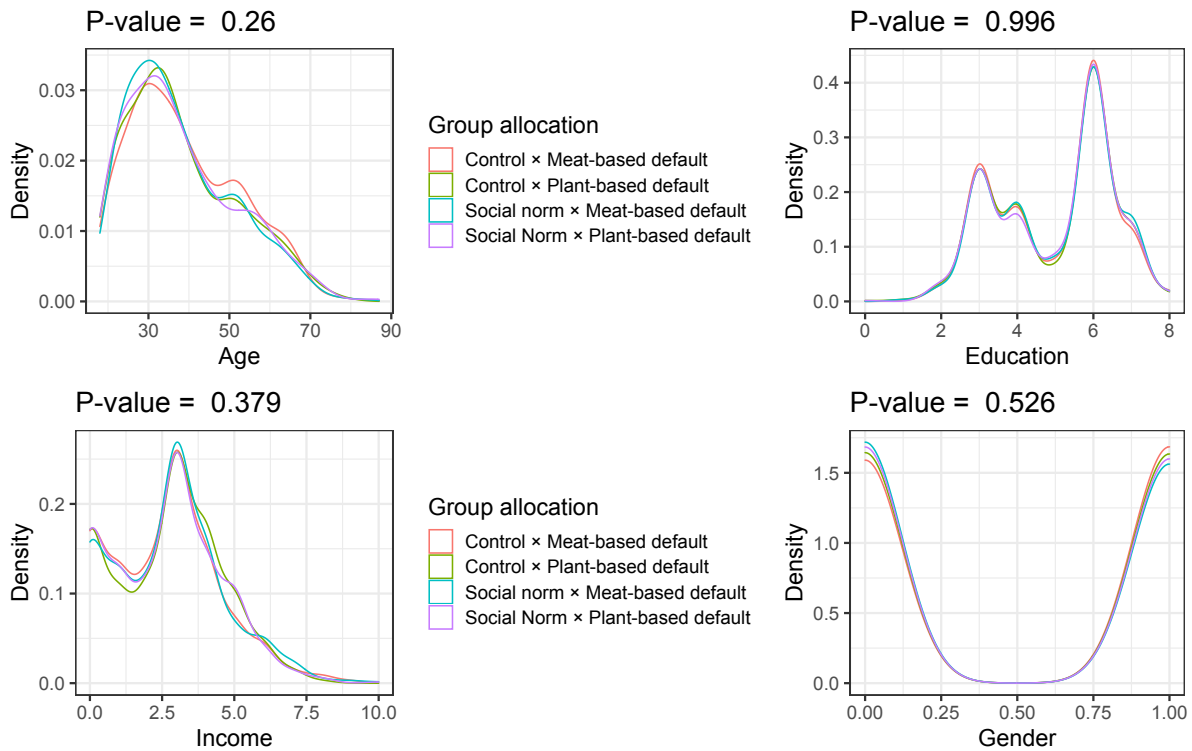 P-value =  0.26
Density
0.03
0.02
0.01
0.00
30
50
70
90
Age
Group allocation
Control × Meat-based default
Control × Plant-based default
Social norm × Meat-based default
Social Norm × Plant-based default
P-value =  0.996
Density
0.4
0.3
0.2
0.1
0.0
0
2
4
6
8
Education
P-value =  0.379
Density
0.2
0.1
0.0
0.0
2.5
5.0
7.5
10.0
Income
Group allocation
Control × Meat-based default
Control × Plant-based default
Social norm × Meat-based default
Social Norm × Plant-based default
P-value =  0.526
Density
1.5
1.0
0.5
0.0
0.00
0.25
0.50
0.75
1.00
Gender